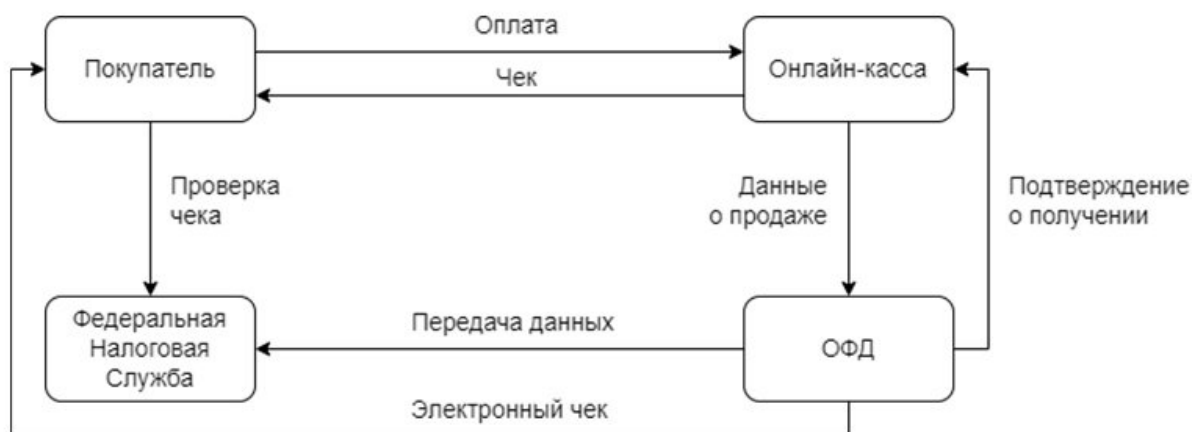 Оплата
Покупатель
Онлайн-касса
Чек
Проверка
чека
Данные
о продаже
Подтверждение
о получении
Федеральная
Налоговая
Служба
Передача данных
ОФД
Электронный чек